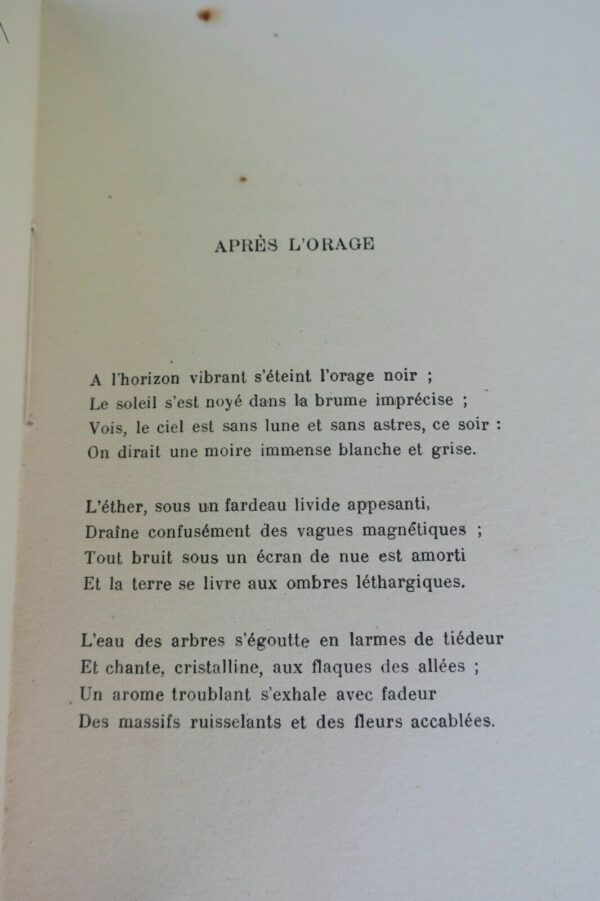 APRÈS L'ORAGE
A l'horizon vibrant s'éteint l'orage noir ;
Le soleil s'est noyé dans la brume imprécise ;
Vois, le ciel est sans lune et sans astres, ce soir :
On dirait une moire immense blanche et grise.
L'éther, sous un fardeau livide appesanti,
Draîne confusément des vagues magnétiques ;
Tout bruit sous un écran de nue est amorti
Et la terre se livre aux ombres léthargiques.
L'eau des arbres s'égoutte en larmes de tiédeur
Et chante, cristalline, aux flaques des allées ;
Un arome troublant s'exhale avec fadeur
Des massifs ruisselants et des fleurs accablées.